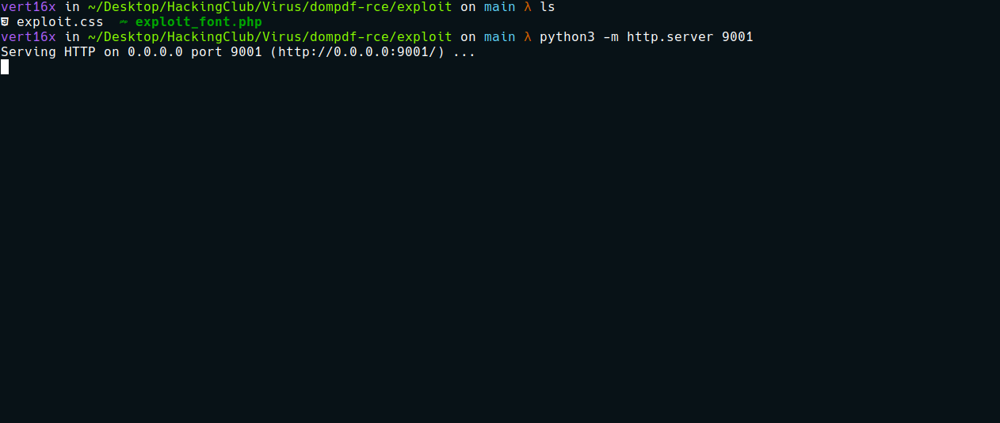 vert16x in ~/Desktop/HackingClub/Virus/dompdf-rce/exploit on main λ ls
exploit.css exploit_font.php
vert16x in ~/Desktop/HackingClub/Virus/dompdf-rce/exploit on main λ python3 -m http.server 9001
Serving HTTP on 0.0.0.0 port 9001 (http://0.0.0.0:9001/) ...